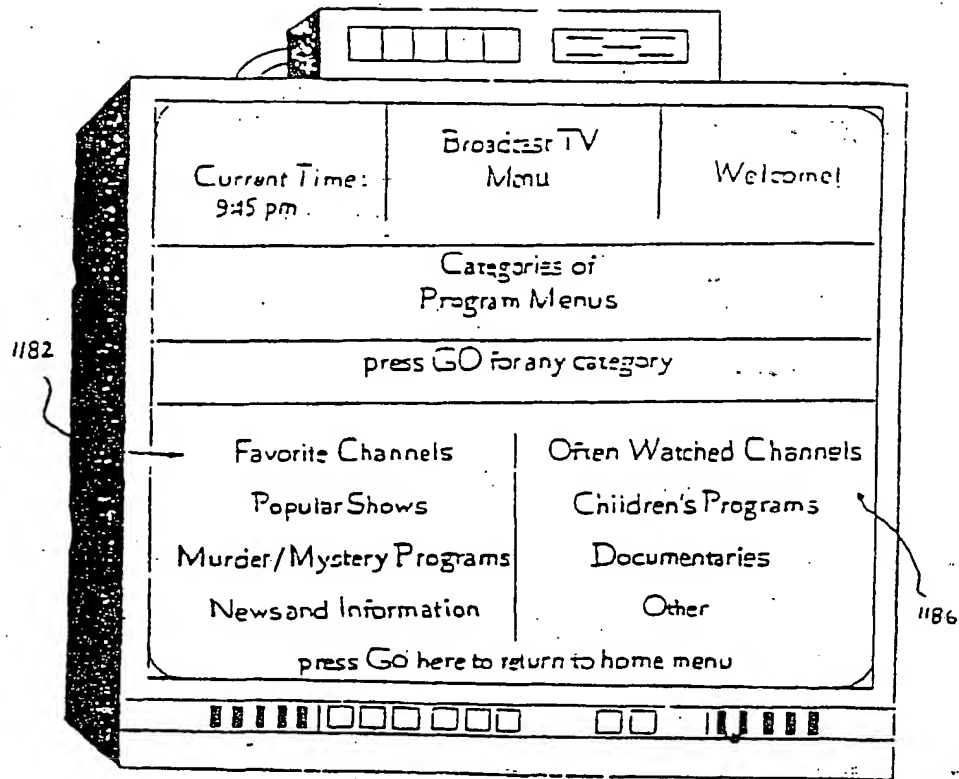 Broadcast TV
Menu
Current Time:
9:45 pm
Welcome!
Categories of
Program Menus
press GO for any category
1182
Favorite Channels
Often Watched Channels
Popular Shows
Children's Programs
Murder/Mystery Programs
Documentaries
News and Information
Other
1186
press Go here to return to home menu